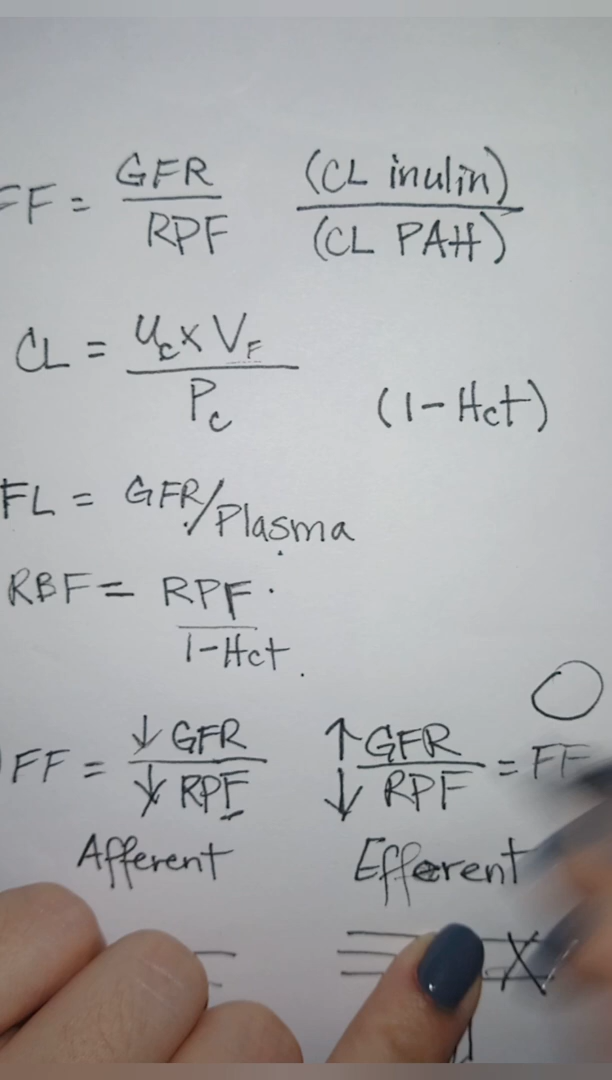 FF = GFR / RPF (CL inulin) / (CL PAH)
CL = Uc x VF / Pc (1 - Hct)
FL = GFR/Plasma
RBF = RPF / 1-Hct.
FF = ↓ GFR / ↓ RPF ↑ GFR / ↓ RPF = FF
Afferent Efferent